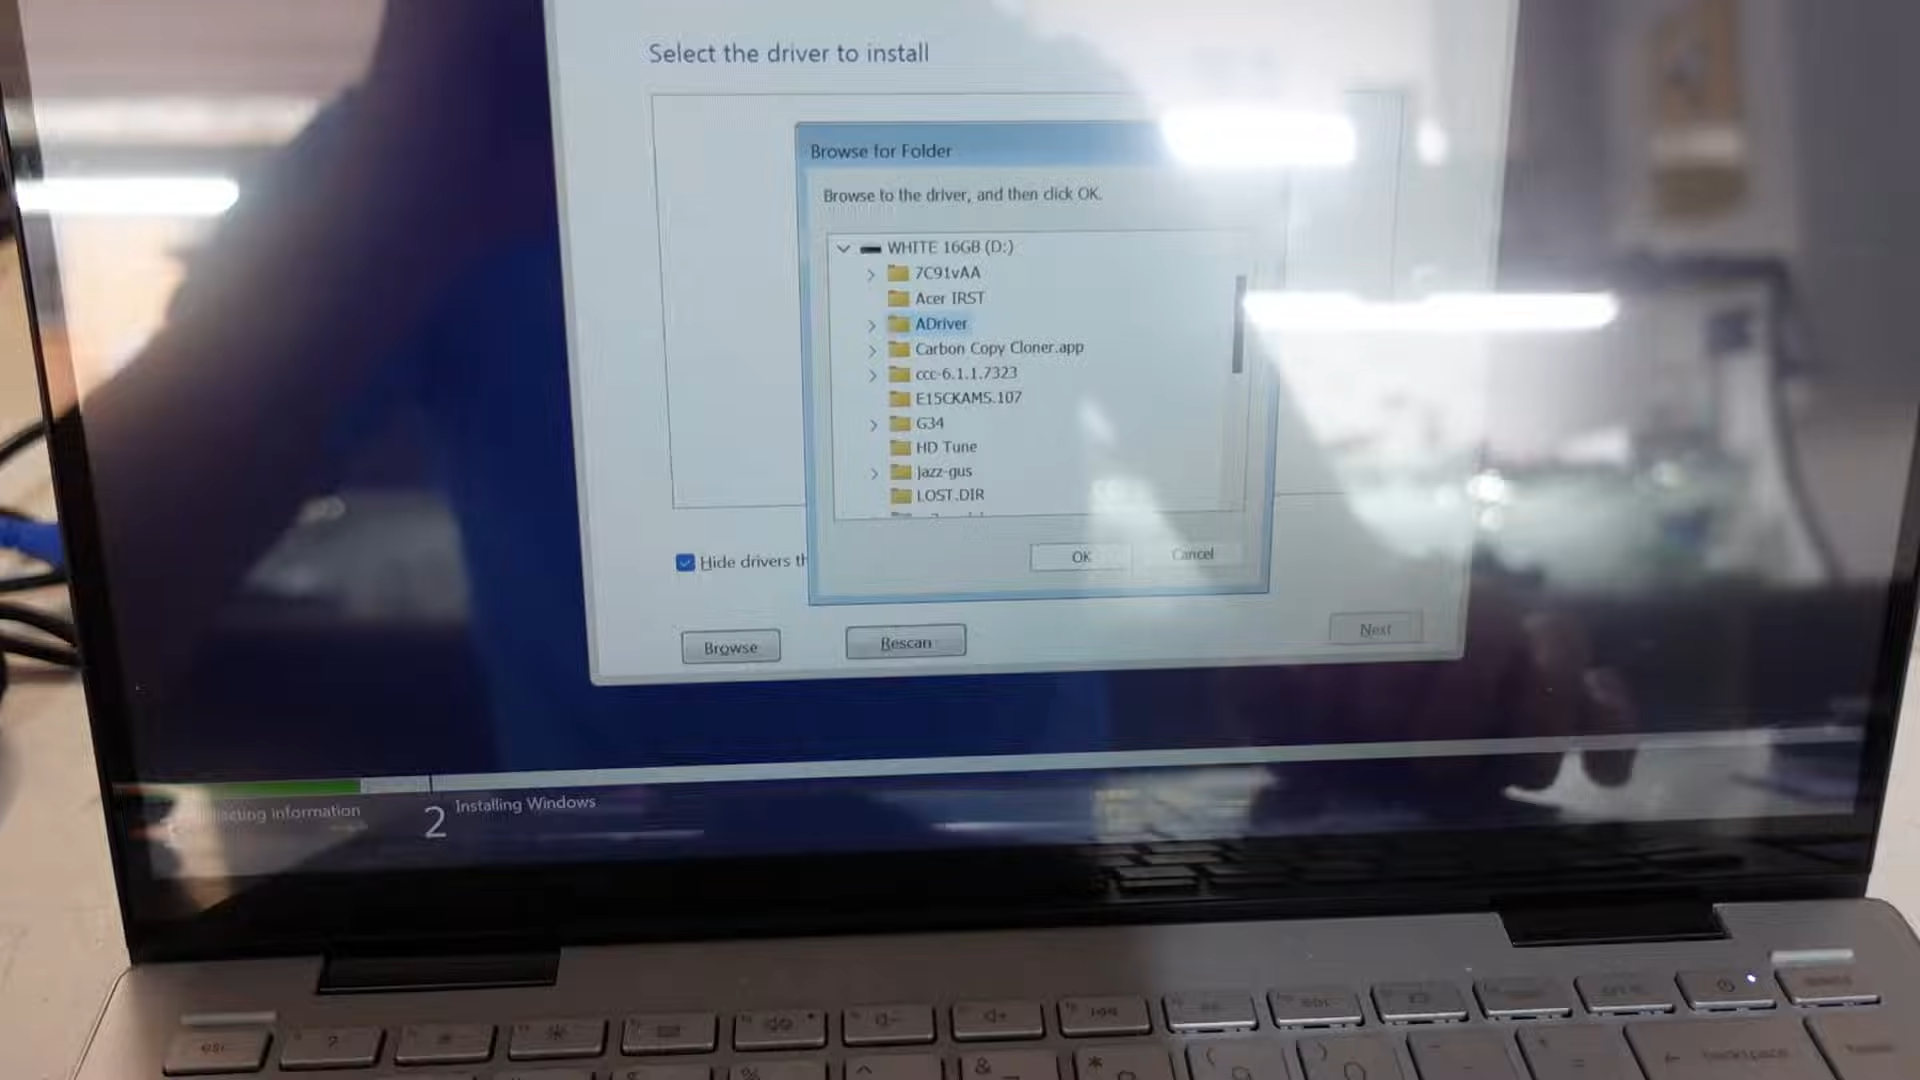 Select the driver to install
Browse for Folder
Browse to the driver, and then click OK.
WHITE 16GB (D:)
7C91vAA
Acer IRST
ADriver
Carbon Copy Cloner.app
ccc-6.1.1.7323
E15CKAMS.107
G34
HD Tune
Jazz-gus
LOST.DIR
OK
Cancel
Hide drivers th
Browse
Rescan
Next
information
2 Installing Windows
esc
?